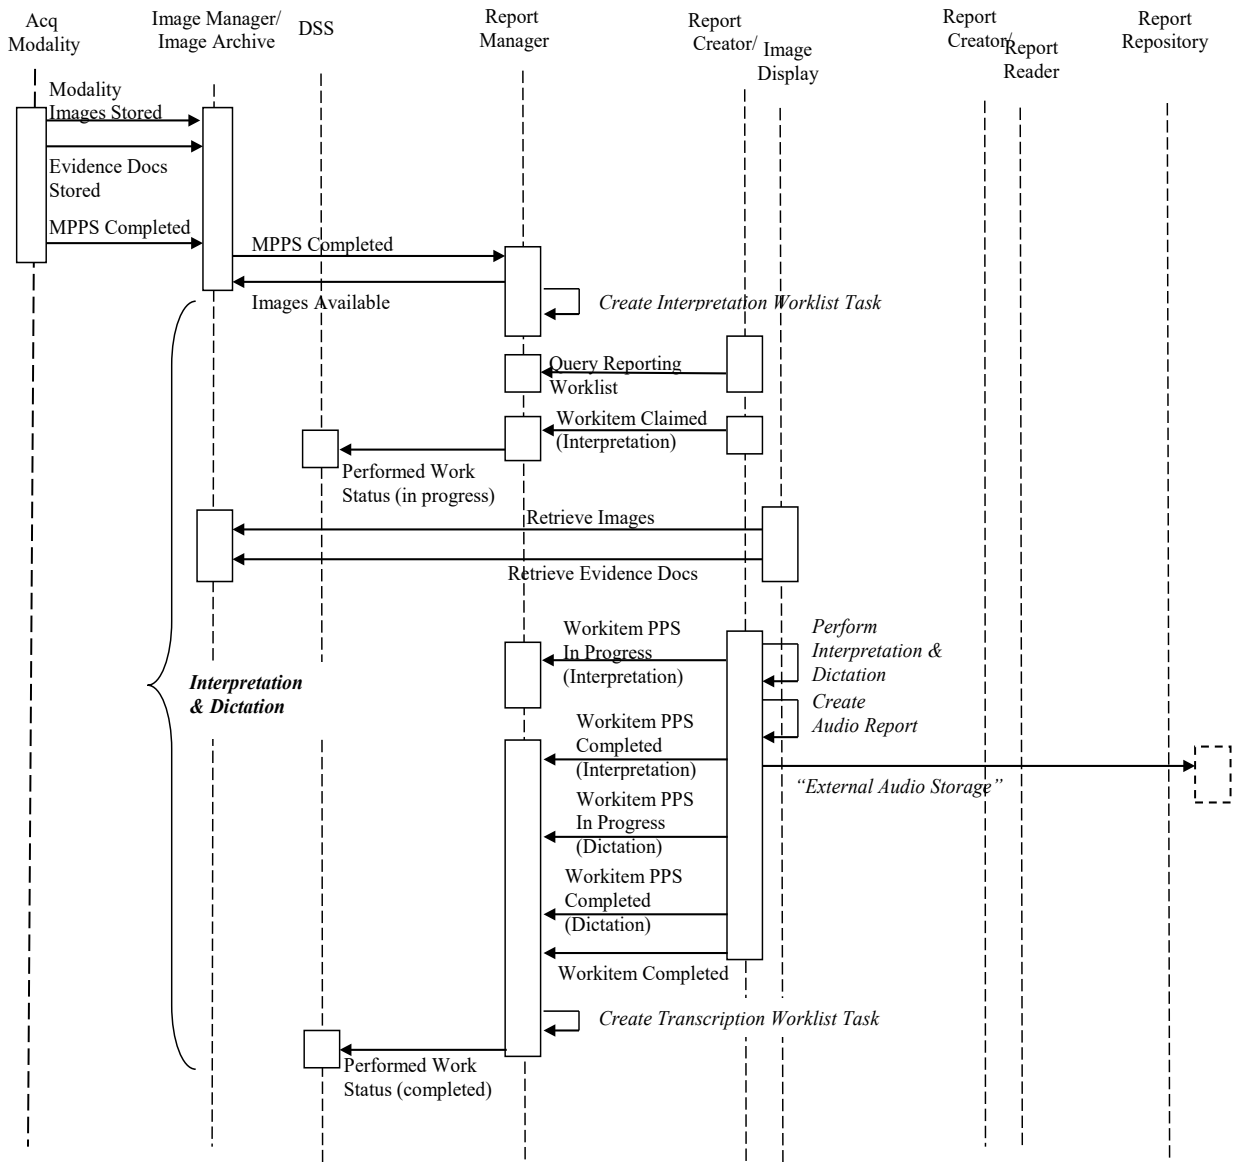 Acq
Modality
Image Manager/
Image Archive
DSS
Report
Manager
Report
Creator/
Image
Display
Report
Creator/
Report
Reader
Report
Repository
Modality
Images Stored
Evidence Docs
Stored
MPPS Completed
MPPS Completed
Images Available
Create Interpretation Worklist Task
Query Reporting
Worklist
Workitem Claimed
(Interpretation)
Performed Work
Status (in progress)
Retrieve Images
Retrieve Evidence Docs
Workitem PPS
In Progress
(Interpretation)
Perform
Interpretation &
Dictation
Create
Audio Report
Interpretation
& Dictation
Workitem PPS
Completed
(Interpretation)
“External Audio Storage”
Workitem PPS
In Progress
(Dictation)
Workitem PPS
Completed
(Dictation)
Workitem Completed
Create Transcription Worklist Task
Performed Work
Status (completed)